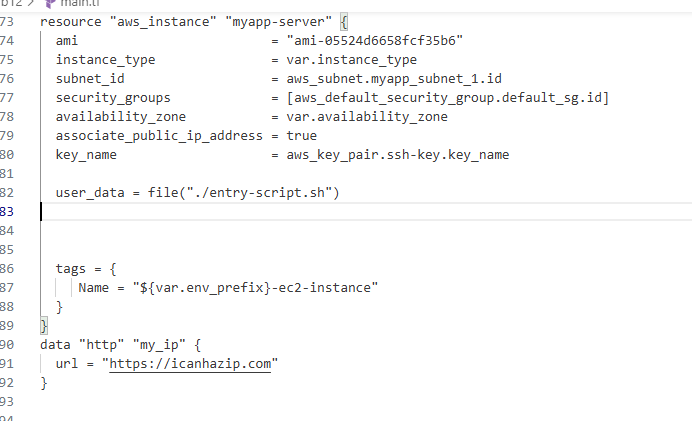 b12 > main.tf
73 resource "aws_instance" "myapp-server" {
74   ami                         = "ami-05524d6658fcf35b6"
75   instance_type               = var.instance_type
76   subnet_id                   = aws_subnet.myapp_subnet_1.id
77   security_groups             = [aws_default_security_group.default_sg.id]
78   availability_zone           = var.availability_zone
79   associate_public_ip_address = true
80   key_name                    = aws_key_pair.ssh-key.key_name
81
82   user_data = file("./entry-script.sh")
83
84
85
86   tags = {
87     Name = "${var.env_prefix}-ec2-instance"
88   }
89 }
90 data "http" "my_ip" {
91   url = "https://icanhazip.com"
92 }
93
94